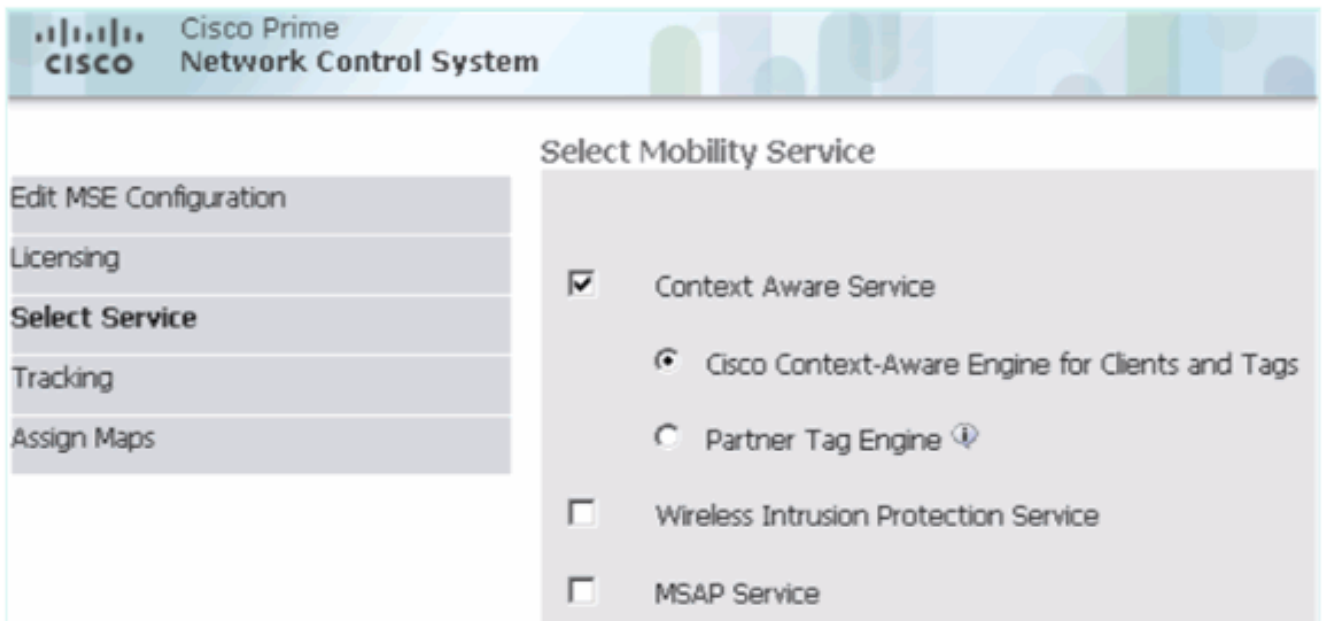 CISCO
Cisco Prime
Network Control System
Select Mobility Service
Edit MSE Configuration
Licensing
Select Service
Tracking
Assign Maps
Context Aware Service
Cisco Context-Aware Engine for Clients and Tags
Partner Tag Engine
Wireless Intrusion Protection Service
MSAP Service